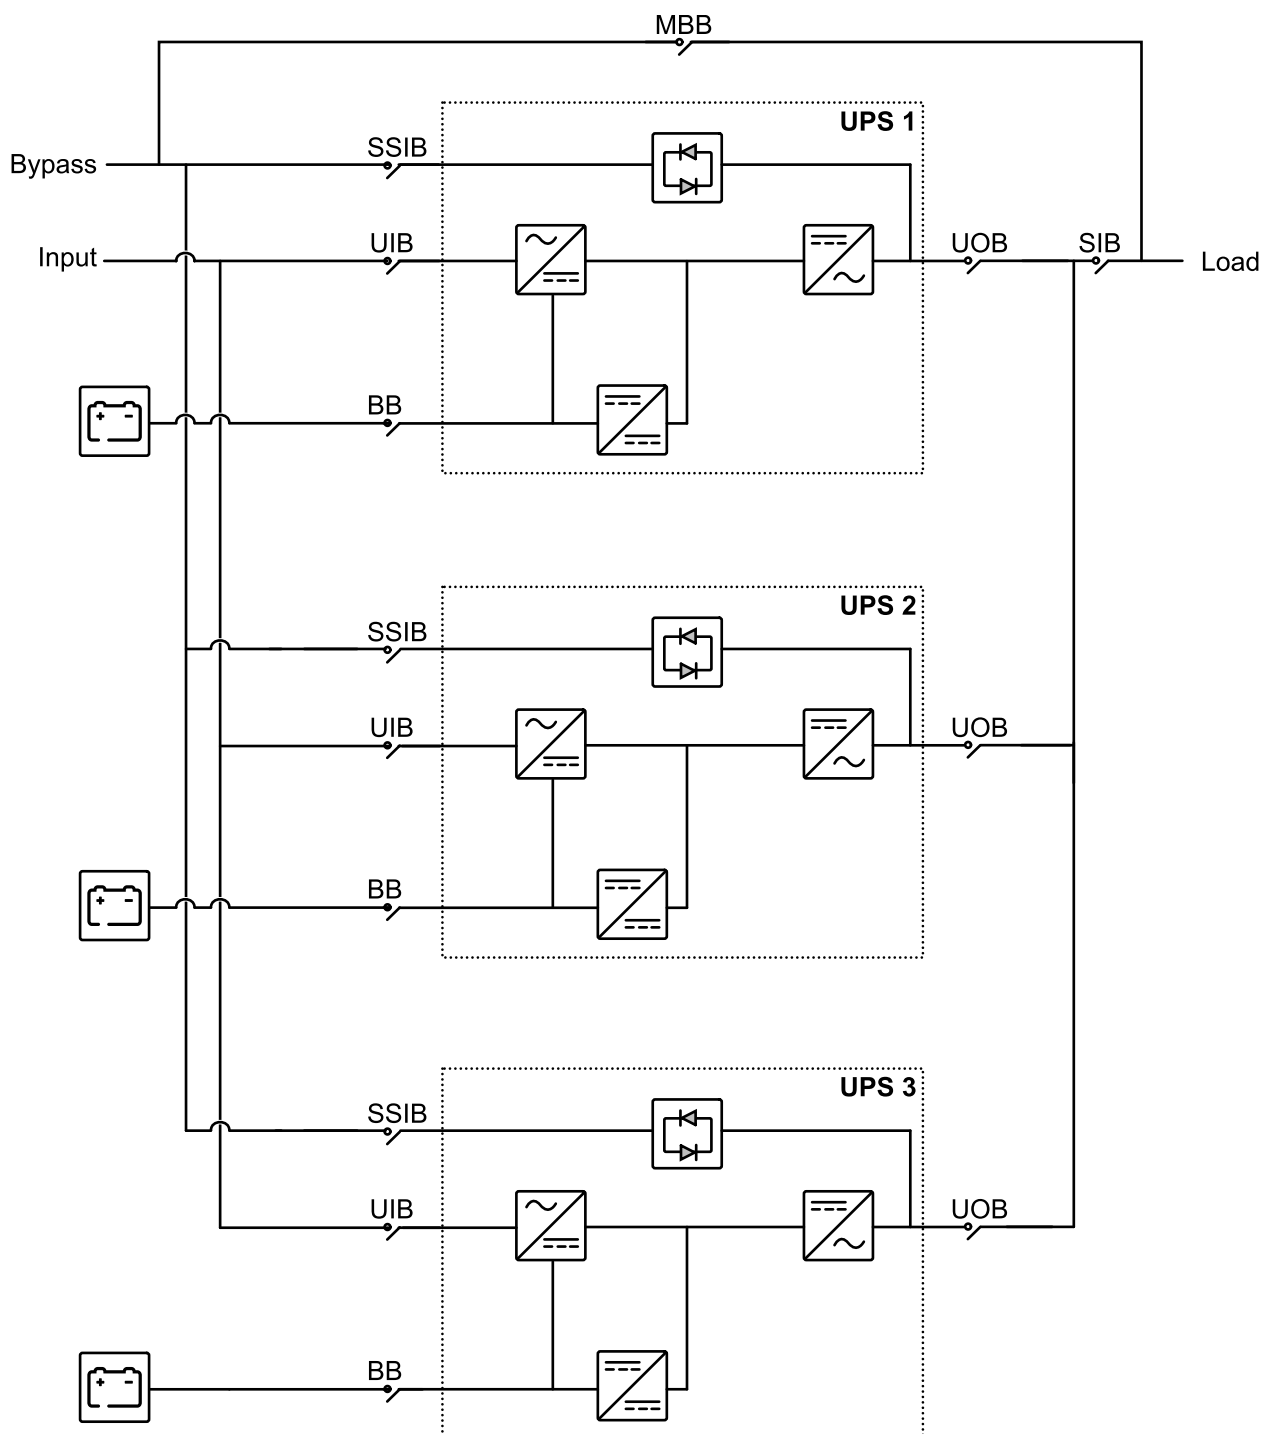 MBB
UPS 1
SSIB
Bypass
UIB
UOB
SIB
Input
Load
BB
+ -
UPS 2
SSIB
UIB
UOB
BB
+ -
UPS 3
SSIB
UIB
UOB
BB
+ -